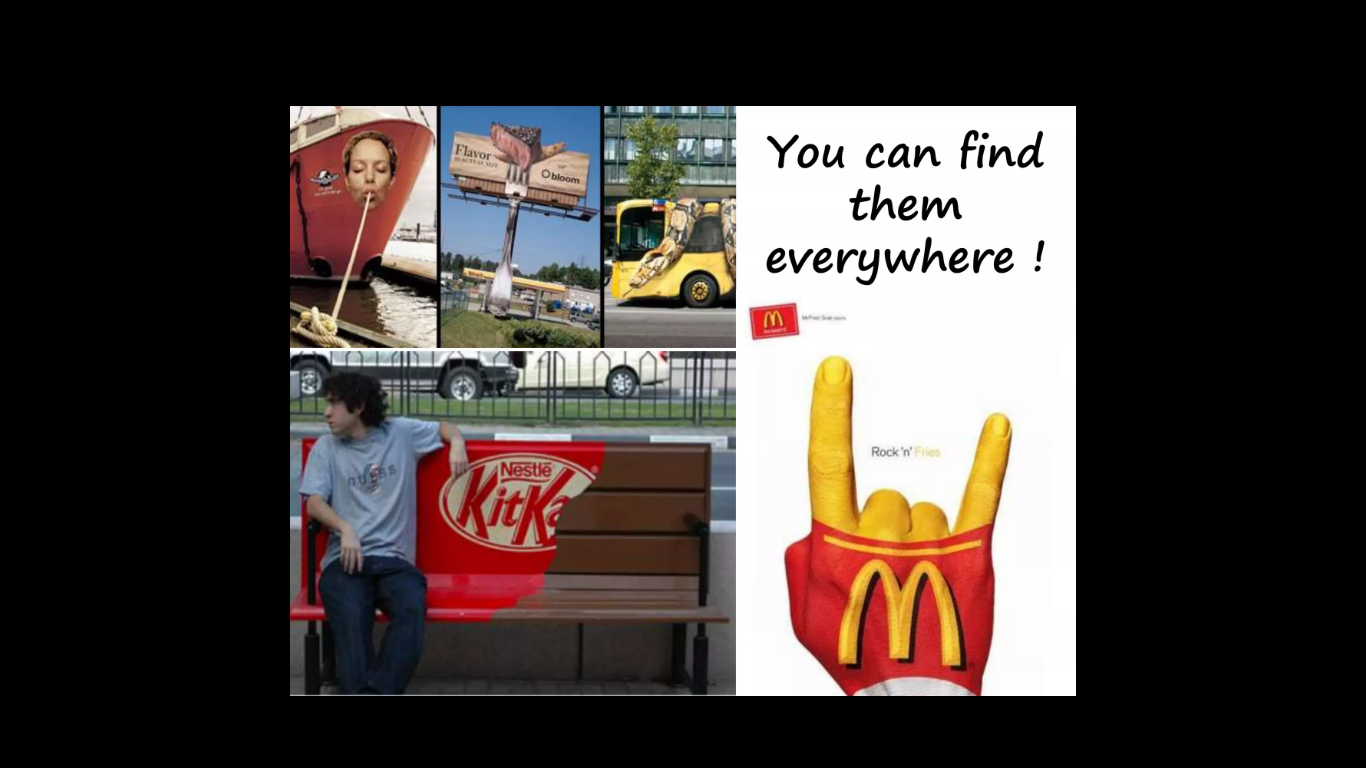 You can find
them
everywhere !
Flavor
bloom
Nestlé
KitKa
Rock 'n' Fries